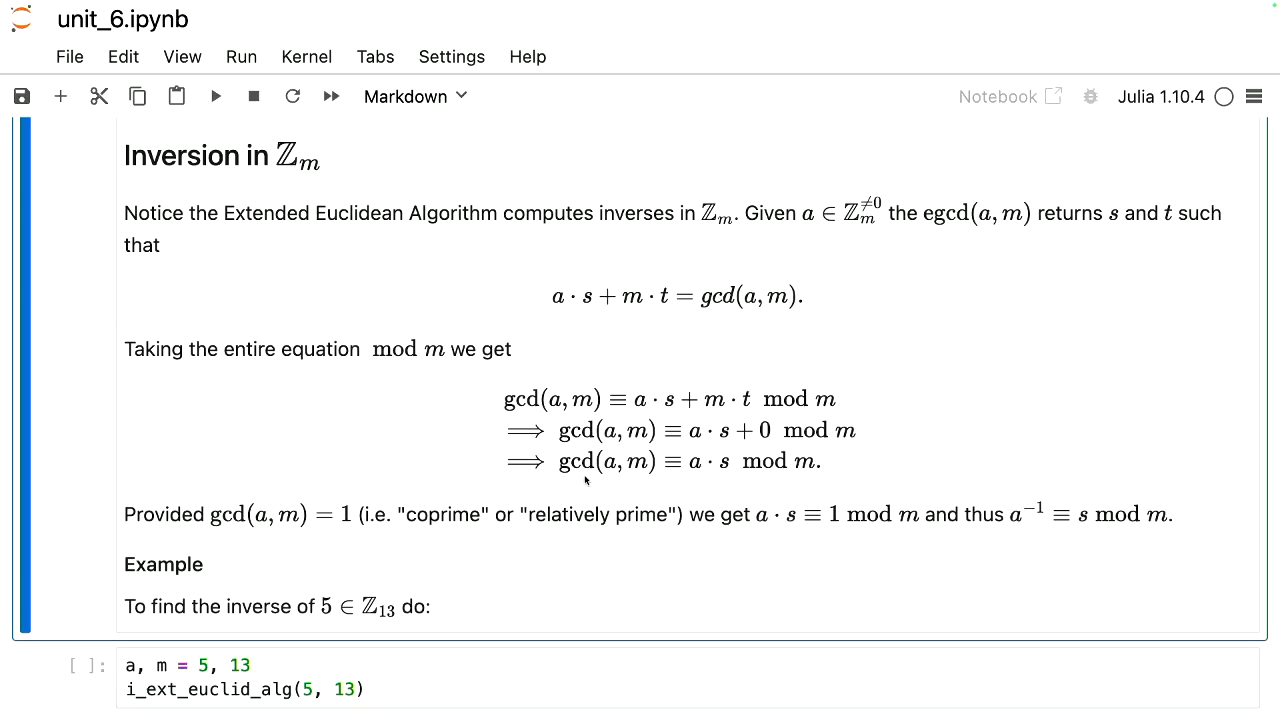 unit_6.ipynb
File Edit View Run Kernel Tabs Settings Help
Markdown Notebook Julia 1.10.4
Inversion in ℤₘ
Notice the Extended Euclidean Algorithm computes inverses in ℤₘ. Given a ∈ ℤₘ^{≠0} the egcd(a, m) returns s and t such
that
a · s + m · t = gcd(a, m).
Taking the entire equation mod m we get
gcd(a, m) ≡ a · s + m · t mod m
⟹ gcd(a, m) ≡ a · s + 0 mod m
⟹ gcd(a, m) ≡ a · s mod m.
Provided gcd(a, m) = 1 (i.e. "coprime" or "relatively prime") we get a · s ≡ 1 mod m and thus a⁻¹ ≡ s mod m.
Example
To find the inverse of 5 ∈ ℤ₁₃ do:
[ ]: a, m = 5, 13
i_ext_euclid_alg(5, 13)